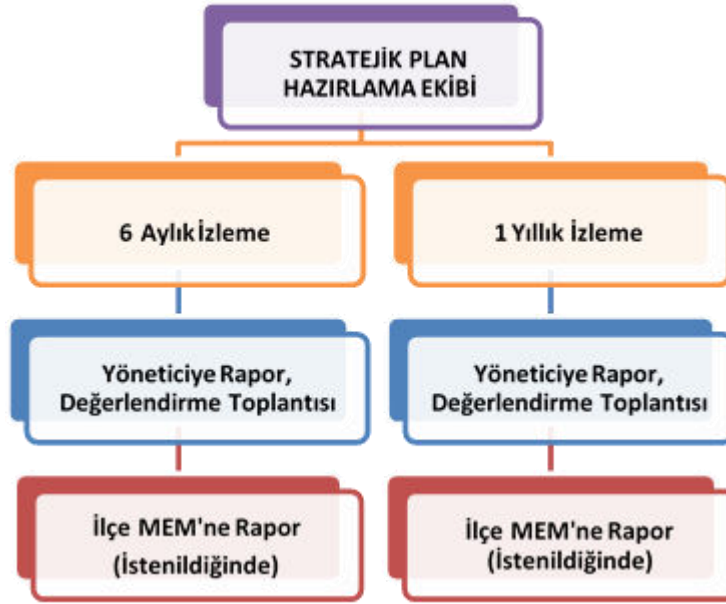 STRATEJİK PLAN
HAZIRLAMA EKİBİ
6 Aylık İzleme
1 Yıllık İzleme
Yöneticiye Rapor,
Değerlendirme Toplantısı
Yöneticiye Rapor,
Değerlendirme Toplantısı
İlçe MEM'ne Rapor
(İstenildiğinde)
İlçe MEM'ne Rapor
(İstenildiğinde)